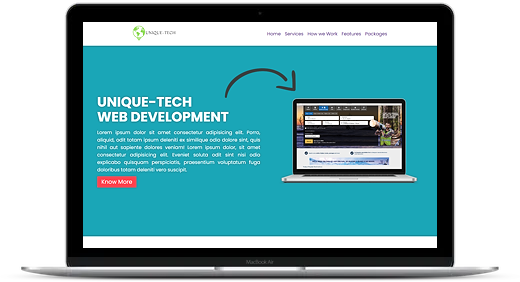 UNIQUE-TECH
Home Services How we Work Features Packages
UNIQUE-TECH
WEB DEVELOPMENT
Lorem ipsum dolor sit amet consectetur adipisicing elit. Porro,
aliquid, odit totam ipsum deleniti ex similique odio dolore sint, quis
nihil aut sapiente dolores veniam! Lorem ipsum dolor, sit amet
consectetur adipisicing elit. Eveniet soluta odit sint nisi odio
explicabo quisquam perspiciatis, praesentium voluptatum fuga
doloribus totam deleniti vero suscipit.
Know More
MacBook Air